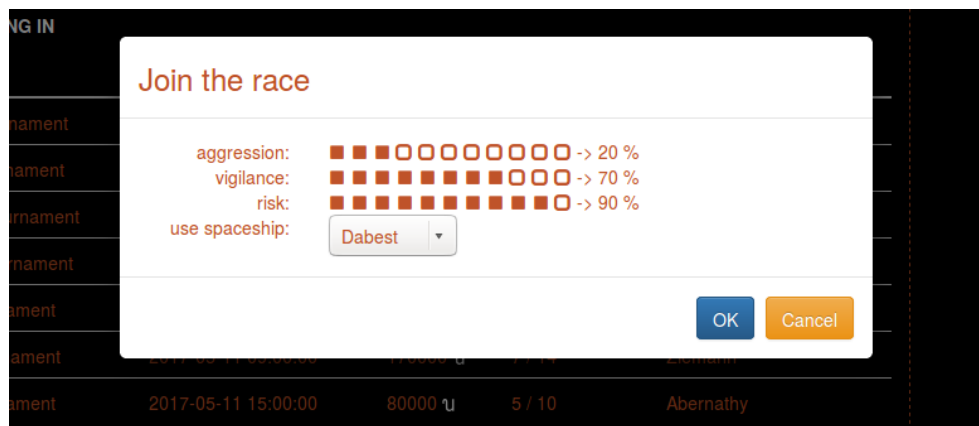 NG IN
Join the race
nament
aggression: -> 20 %
nament
vigilance: -> 70 %
urnament
risk: -> 90 %
use spaceship: Dabest
rnament
ament
OK Cancel
ament
ament 2017-05-11 15:00:00 80000 น 5 / 10 Abernathy